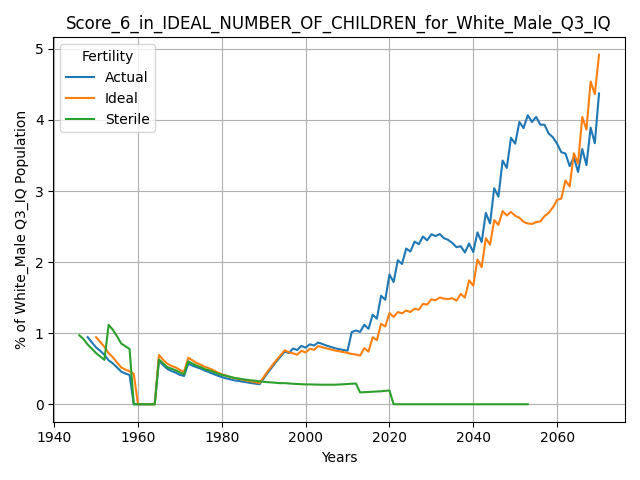 Score_6_in_IDEAL_NUMBER_OF_CHILDREN_for_White_Male_Q3_IQ
Fertility
Actual
Ideal
Sterile
% of White_Male Q3_IQ Population
5
4
3
2
1
0
1940
1960
1980
2000
2020
2040
2060
Years